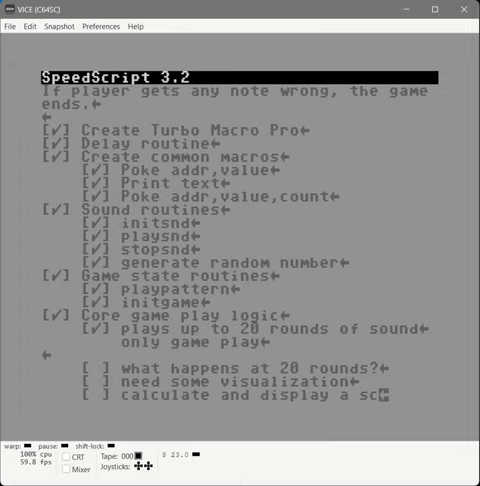 VICE (C64SC)
File Edit Snapshot Preferences Help
SpeedScript 3.2
If player gets any note wrong, the game
ends.←
←
[✓] Create Turbo Macro Pro←
[✓] Delay routine←
[✓] Create common macros←
[✓] Poke addr,value←
[✓] Print text←
[✓] Poke addr,value,count←
[✓] Sound routines←
[✓] initsnd←
[✓] playsnd←
[✓] stopsnd←
[✓] generate random number←
[✓] Game state routines←
[✓] playpattern←
[✓] initgame←
[✓] Core game play logic←
[✓] plays up to 20 rounds of sound←
only game play←
←
[ ] what happens at 20 rounds?←
[ ] need some visualization←
[ ] calculate and display a sc←
warp: pause: shift-lock:
100% cpu
59.8 fps
CRT
Mixer
Tape: 000
Joysticks:
8 23.0